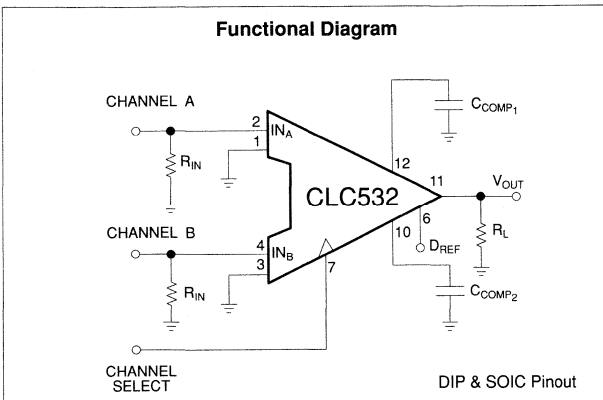 Functional Diagram
CHANNEL A
2
IN_A
1
R_IN
CHANNEL B
4
IN_B
3
R_IN
7
CHANNEL
SELECT
CLC532
C_COMP1
12
11
V_OUT
6
10
D_REF
R_L
C_COMP2
DIP & SOIC Pinout